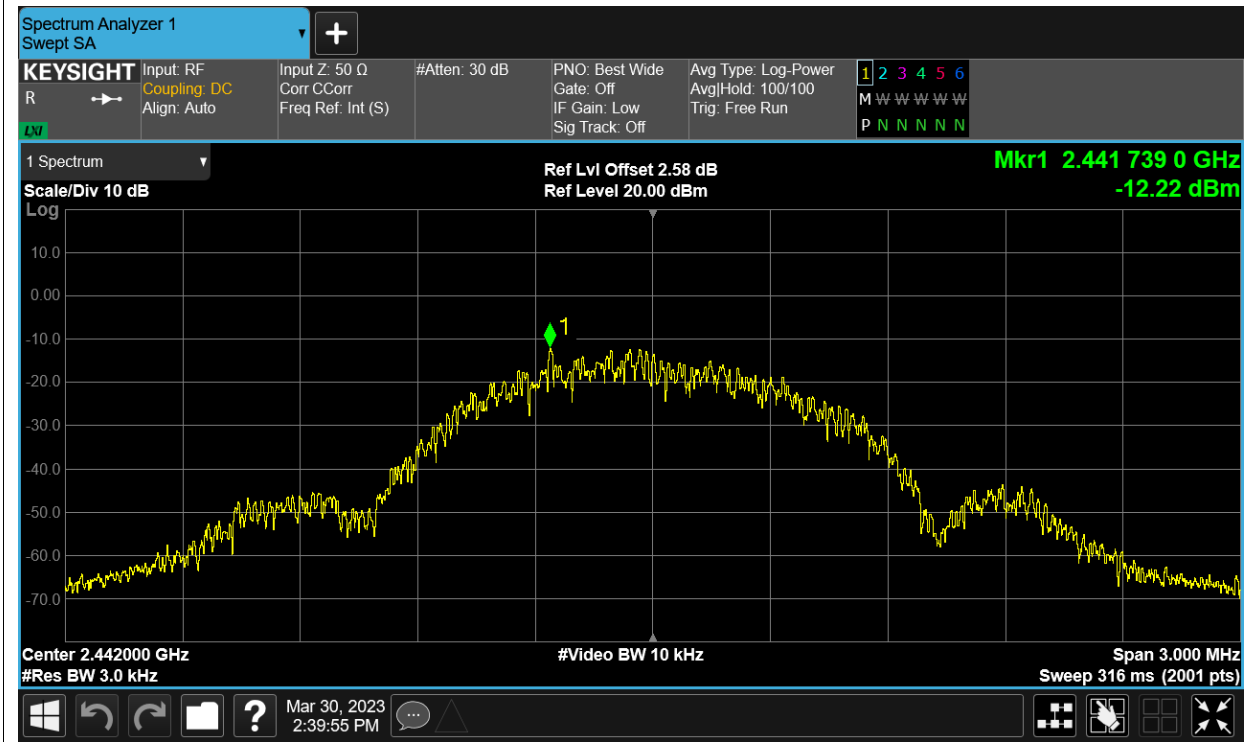 Spectrum Analyzer 1
Swept SA
+
KEYSIGHT
R
LXI
Input: RF
Coupling: DC
Align: Auto
Input Z: 50 Ω
Corr CCorr
Freq Ref: Int (S)
#Atten: 30 dB
PNO: Best Wide
Gate: Off
IF Gain: Low
Sig Track: Off
Avg Type: Log-Power
Avg|Hold: 100/100
Trig: Free Run
1 2 3 4 5 6
M W W W W W
P N N N N N
1 Spectrum
Scale/Div 10 dB
Log
Ref Lvl Offset 2.58 dB
Ref Level 20.00 dBm
Mkr1 2.441 739 0 GHz
-12.22 dBm
10.0
0.00
1
-10.0
-20.0
-30.0
-40.0
-50.0
-60.0
-70.0
Center 2.442000 GHz
#Res BW 3.0 kHz
#Video BW 10 kHz
Span 3.000 MHz
Sweep 316 ms (2001 pts)
?
Mar 30, 2023
2:39:55 PM